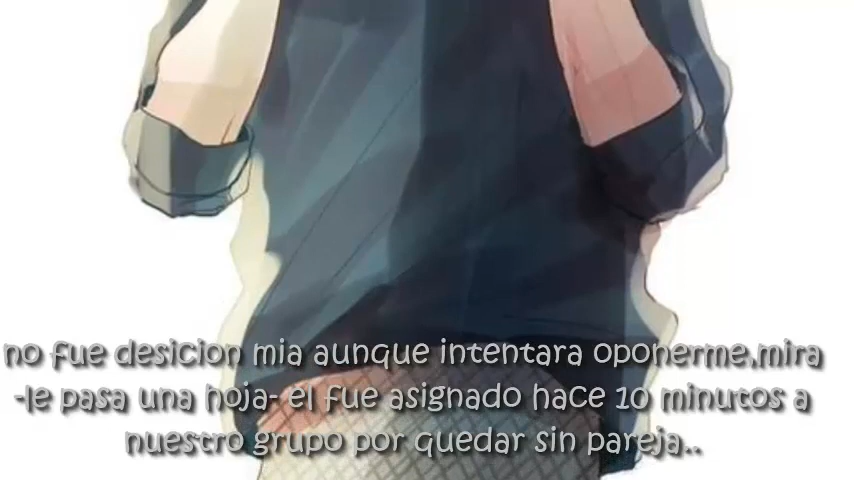 no fue desicion mia aunque intentara oponerme,mira
-le pasa una hoja- el fue asignado hace 10 minutos a
nuestro grupo por quedar sin pareja..